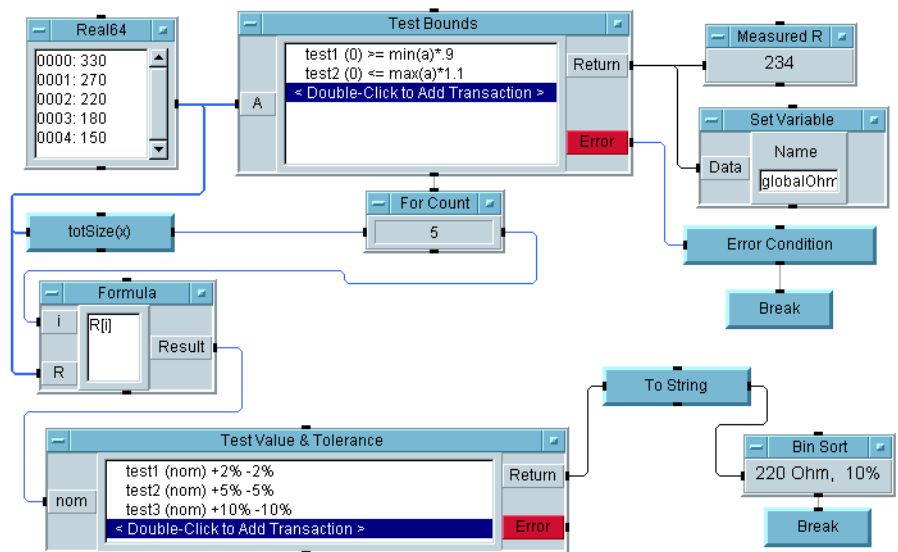 Real64
0000: 330
0001: 270
0002: 220
0003: 180
0004: 150
Test Bounds
A
test1 (0) >= min(a)*.9
test2 (0) <= max(a)*1.1
< Double-Click to Add Transaction >
Return
Error
Measured R
234
Set Variable
Data
Name
globalOhm
totSize(x)
For Count
5
Error Condition
Break
Formula
i
R
R[i]
Result
To String
Test Value & Tolerance
nom
test1 (nom) +2% -2%
test2 (nom) +5% -5%
test3 (nom) +10% -10%
< Double-Click to Add Transaction >
Return
Error
Bin Sort
220 Ohm, 10%
Break